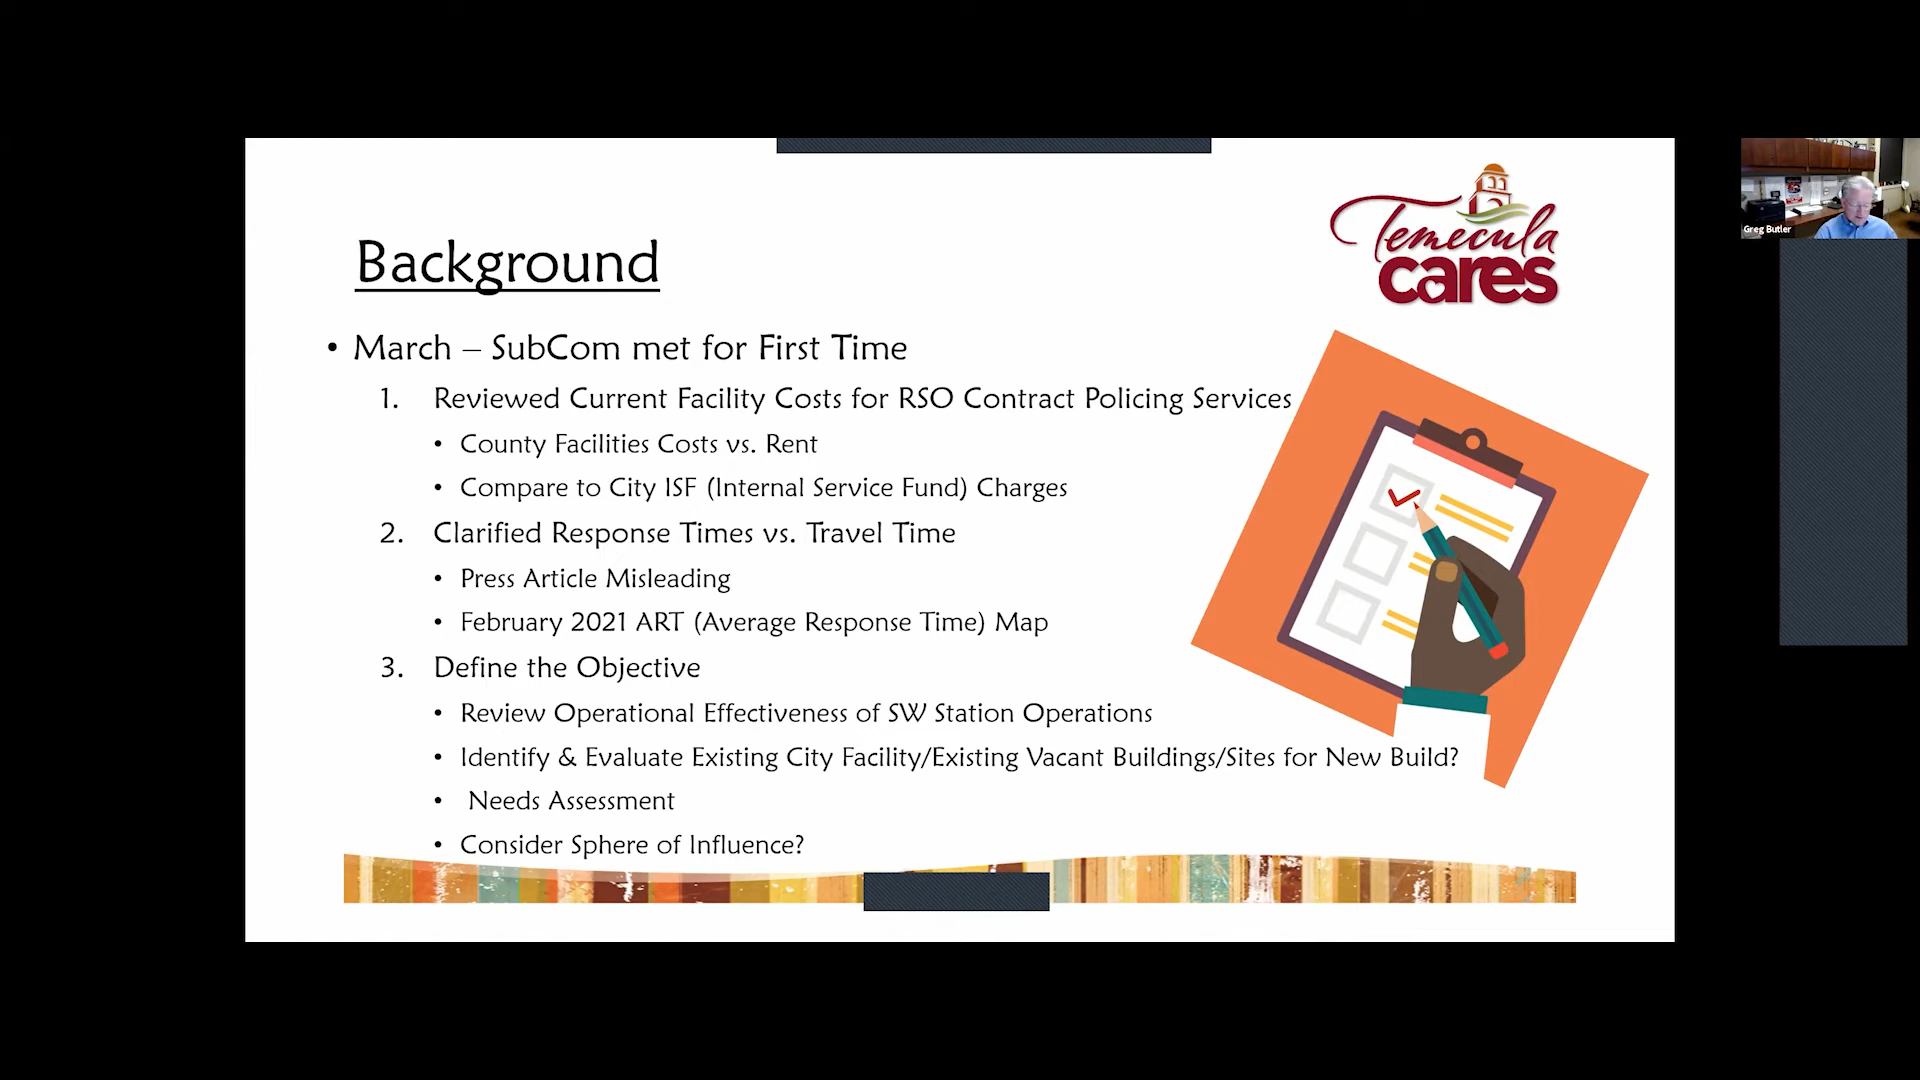 Temecula
cares
Greg Butler
Background
• March – SubCom met for First Time
1. Reviewed Current Facility Costs for RSO Contract Policing Services
• County Facilities Costs vs. Rent
• Compare to City ISF (Internal Service Fund) Charges
2. Clarified Response Times vs. Travel Time
• Press Article Misleading
• February 2021 ART (Average Response Time) Map
3. Define the Objective
• Review Operational Effectiveness of SW Station Operations
• Identify & Evaluate Existing City Facility/Existing Vacant Buildings/Sites for New Build?
• Needs Assessment
• Consider Sphere of Influence?